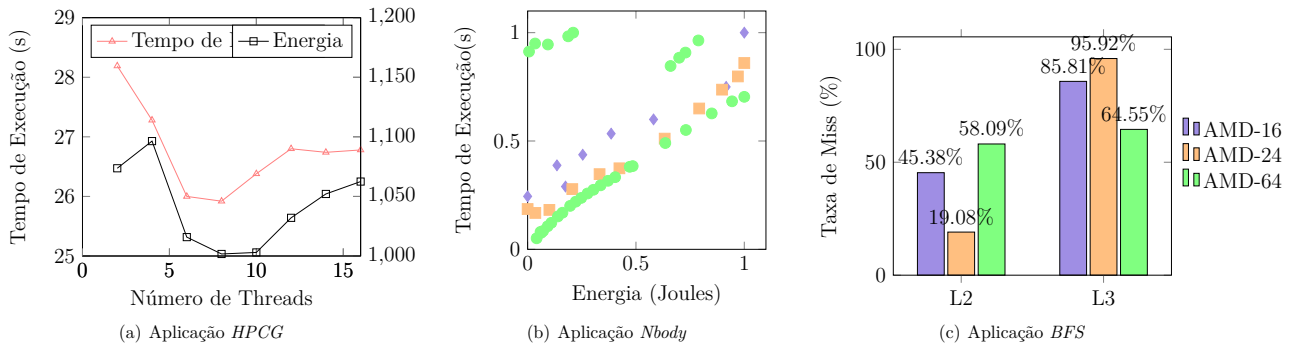 29
28
27
26
25
Tempo de Execução (s)
1,200
1,150
1,100
1,050
1,000
Tempo de
Energia
0 5 10 15
Número de Threads
(a) Aplicação HPCG
1
0.5
0
Tempo de Execução(s)
0 0.5 1
Energia (Joules)
(b) Aplicação Nbody
100
50
0
Taxa de Miss (%)
45.38%
19.08%
58.09%
85.81%
95.92%
64.55%
L2 L3
AMD-16
AMD-24
AMD-64
(c) Aplicação BFS